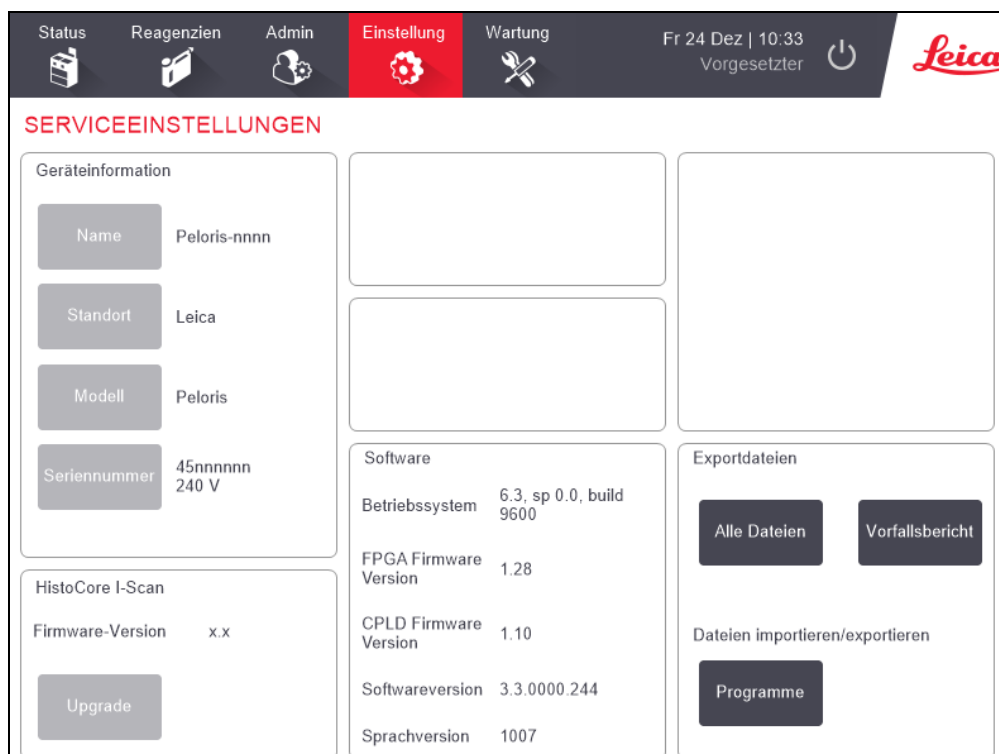 Status Reagenzien Admin Einstellung Wartung
Fr 24 Dez | 10:33
Vorgesetzter
Leica
SERVICEEINSTELLUNGEN
Geräteinformation
Name Peloris-nnnn
Standort Leica
Modell Peloris
Seriennummer 45nnnnnn
240 V
HistoCore I-Scan
Firmware-Version x.x
Upgrade
Software
Betriebssystem 6.3, sp 0.0, build
9600
FPGA Firmware
Version 1.28
CPLD Firmware
Version 1.10
Softwareversion 3.3.0000.244
Sprachversion 1007
Exportdateien
Alle Dateien Vorfallsbericht
Dateien importieren/exportieren
Programme